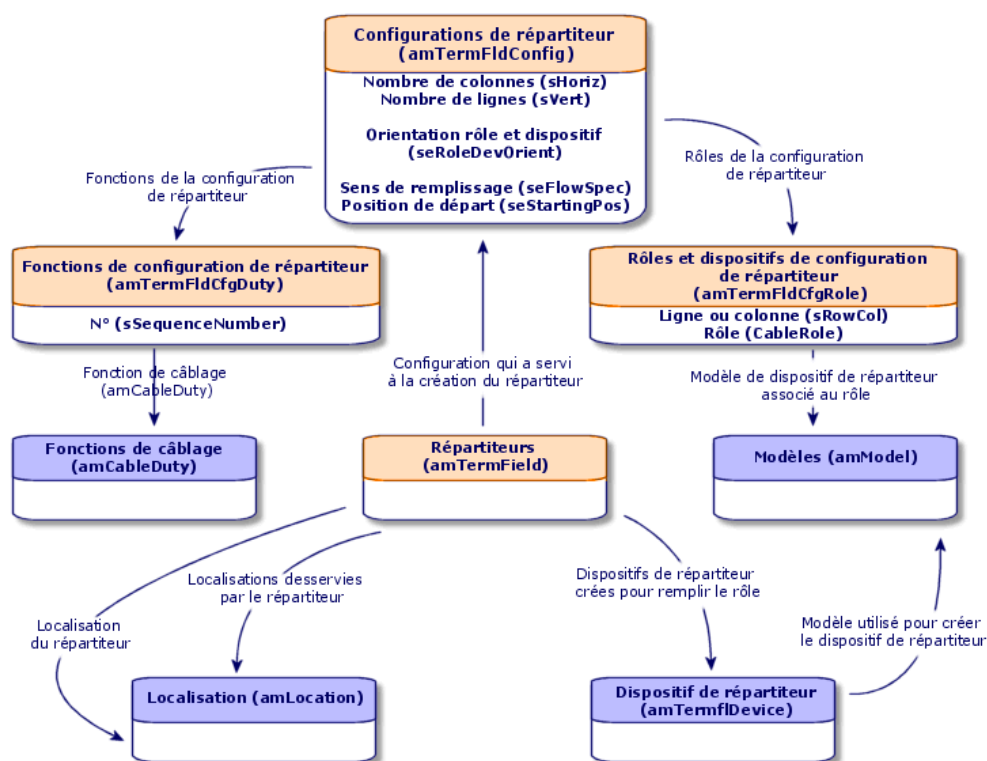 Configurations de répartiteur
(amTermFldConfig)
Nombre de colonnes (sHoriz)
Nombre de lignes (sVert)
Orientation rôle et dispositif
(seRoleDevOrient)
Sens de remplissage (seFlowSpec)
Position de départ (seStartingPos)
Fonctions de la configuration
de répartiteur
Rôles de la configuration
de répartiteur
Fonctions de configuration de répartiteur
(amTermFldCfgDuty)
N° (sSequenceNumber)
Rôles et dispositifs de configuration
de répartiteur
(amTermFldCfgRole)
Ligne ou colonne (sRowCol)
Rôle (CableRole)
Fonction de câblage
(amCableDuty)
Configuration qui a servi
à la création du répartiteur
Modèle de dispositif de répartiteur
associé au rôle
Fonctions de câblage
(amCableDuty)
Répartiteurs
(amTermField)
Modèles (amModel)
Localisations desservies
par le répartiteur
Dispositifs de répartiteur
crées pour remplir le rôle
Localisation
du répartiteur
Modèle utilisé pour créer
le dispositif de répartiteur
Localisation (amLocation)
Dispositif de répartiteur
(amTermflDevice)